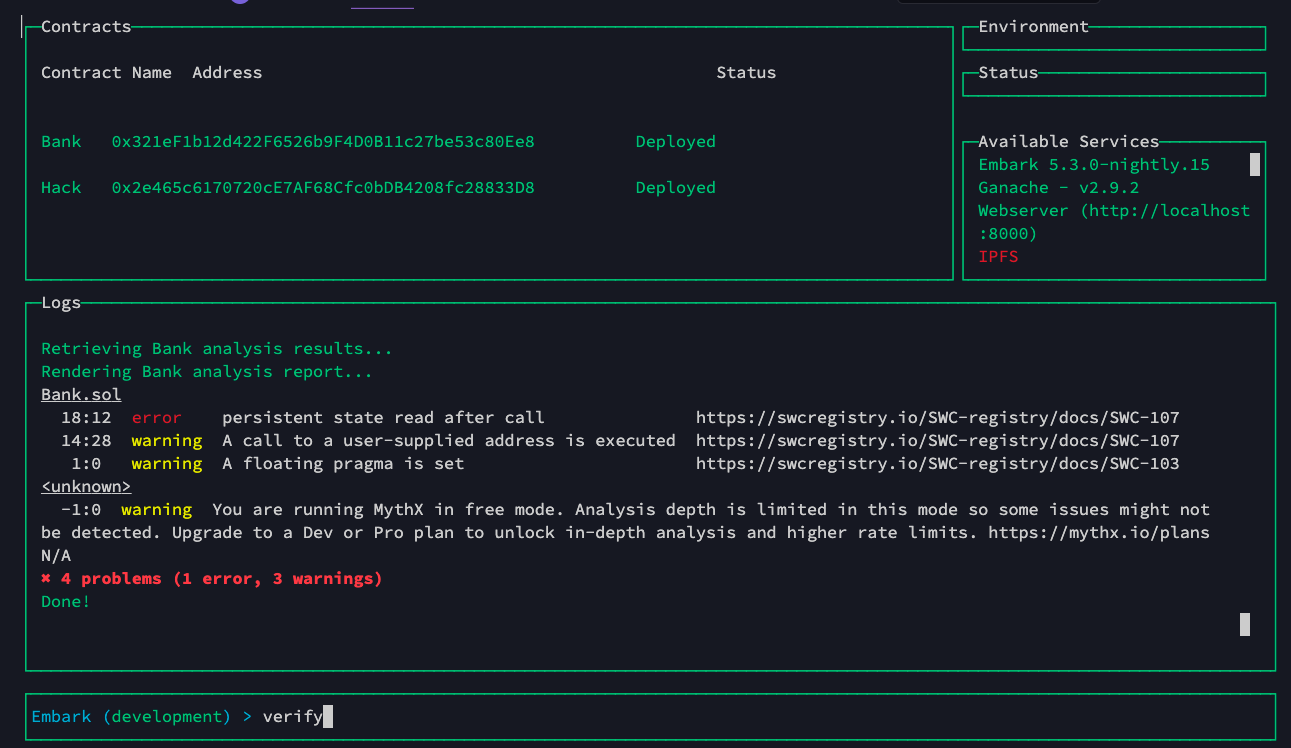 Contracts
Contract Name Address Status
Bank 0x321eF1b12d422F6526b9F4D0B11c27be53c80Ee8 Deployed
Hack 0x2e465c6170720cE7AF68Cfc0bDB4208fc28833D8 Deployed
Environment
Status
Available Services
Embark 5.3.0-nightly.15
Ganache - v2.9.2
Webserver (http://localhost
:8000)
IPFS
Logs
Retrieving Bank analysis results...
Rendering Bank analysis report...
Bank.sol
18:12 error persistent state read after call https://swcregistry.io/SWC-registry/docs/SWC-107
14:28 warning A call to a user-supplied address is executed https://swcregistry.io/SWC-registry/docs/SWC-107
1:0 warning A floating pragma is set https://swcregistry.io/SWC-registry/docs/SWC-103
<unknown>
-1:0 warning You are running MythX in free mode. Analysis depth is limited in this mode so some issues might not
be detected. Upgrade to a Dev or Pro plan to unlock in-depth analysis and higher rate limits. https://mythx.io/plans
N/A
✖ 4 problems (1 error, 3 warnings)
Done!
Embark (development) > verify